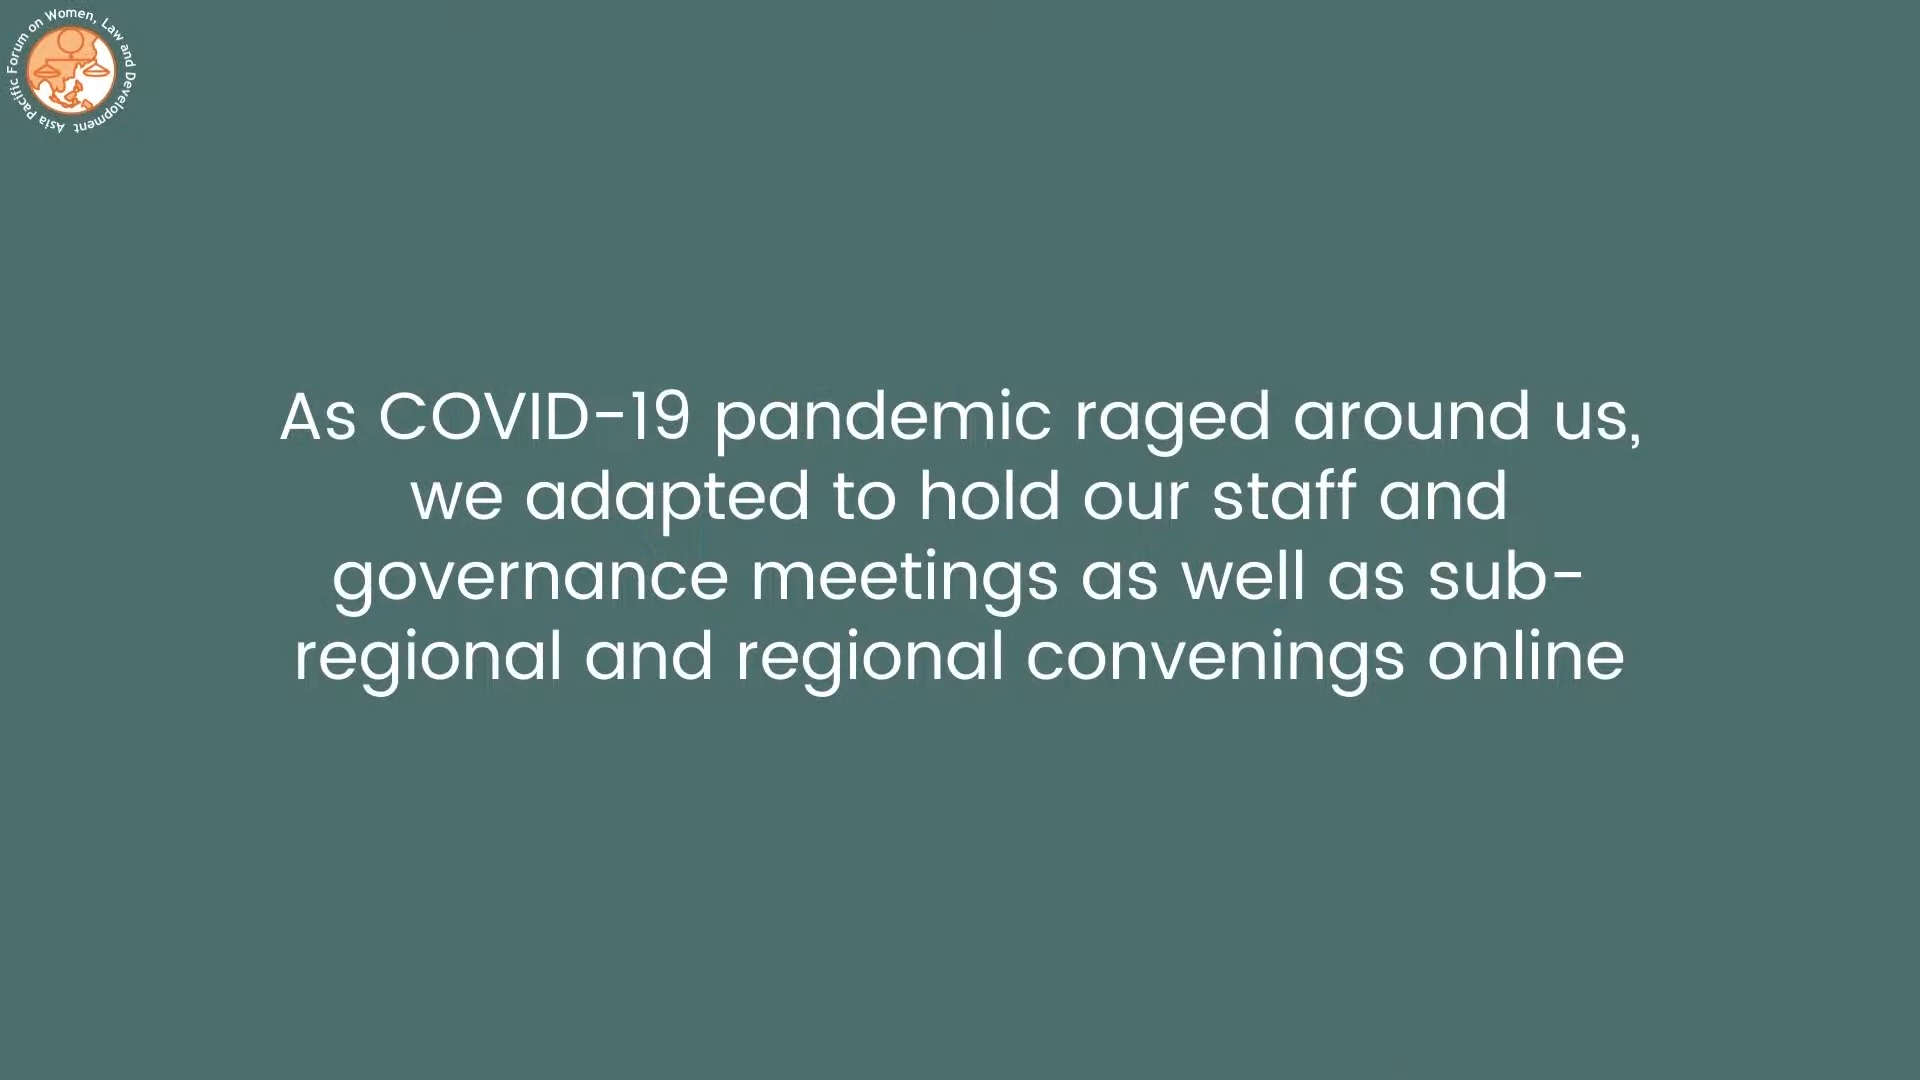 Asia Pacific Forum on Women, Law and Development
As COVID-19 pandemic raged around us,
we adapted to hold our staff and
governance meetings as well as sub-
regional and regional convenings online